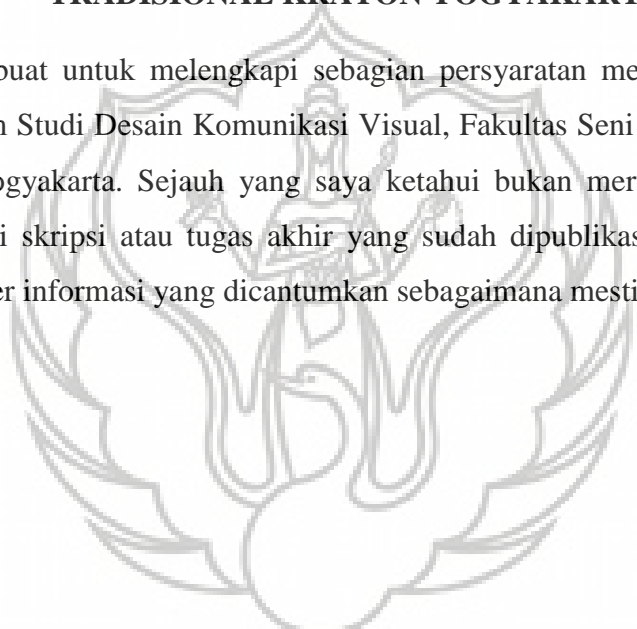 TRADISIONAL KRATON YOGYAKART
buat untuk melengkapi sebagian persyaratan me
n Studi Desain Komunikasi Visual, Fakultas Seni
ogyakarta. Sejauh yang saya ketahui bukan mer
i skripsi atau tugas akhir yang sudah dipublikas
er informasi yang dicantumkan sebagaimana mesti